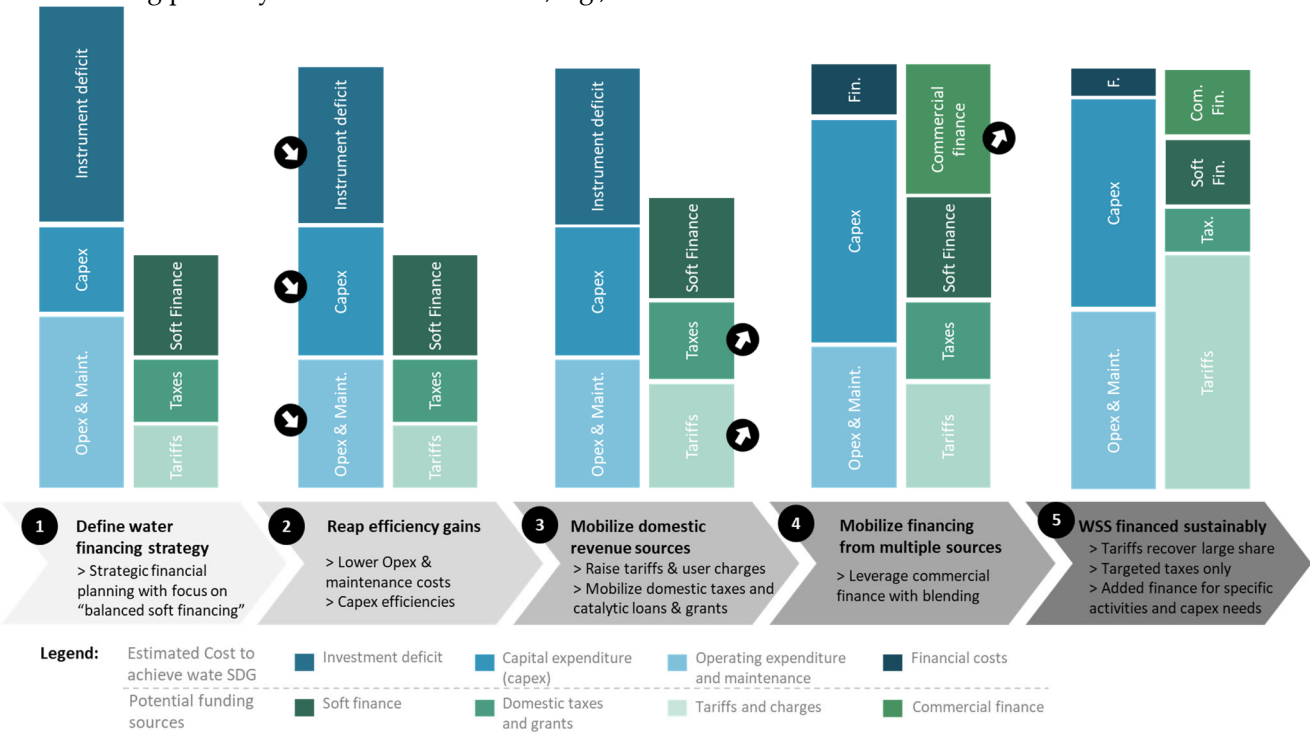 Instrument deficit
Capex
Opex & Maint.
Soft Finance
Taxes
Tariffs
Instrument deficit
Capex
Opex & Maint.
Soft Finance
Taxes
Tariffs
Instrument deficit
Capex
Opex & Maint.
Soft Finance
Taxes
Tariffs
Fin.
Capex
Opex & Maint.
Commercial
finance
Soft Finance
Taxes
Tariffs
F.
Capex
Opex & Maint.
Com.
Fin.
Soft
Fin.
Tax.
Tariffs
1
Define water
financing strategy
> Strategic financial
planning with focus on
“balanced soft financing”
2
Reap efficiency gains
> Lower Opex &
maintenance costs
> Capex efficiencies
3
Mobilize domestic
revenue sources
> Raise tariffs & user charges
> Mobilize domestic taxes and
catalytic loans & grants
4
Mobilize financing
from multiple sources
> Leverage commercial
finance with blending
5
WSS financed sustainably
> Tariffs recover large share
> Targeted taxes only
> Added finance for specific
activities and capex needs
Legend:
Estimated Cost to
achieve wate SDG
Investment deficit
Capital expenditure
(capex)
Operating expenditure
and maintenance
Financial costs
Potential funding
sources
Soft finance
Domestic taxes
and grants
Tariffs and charges
Commercial finance